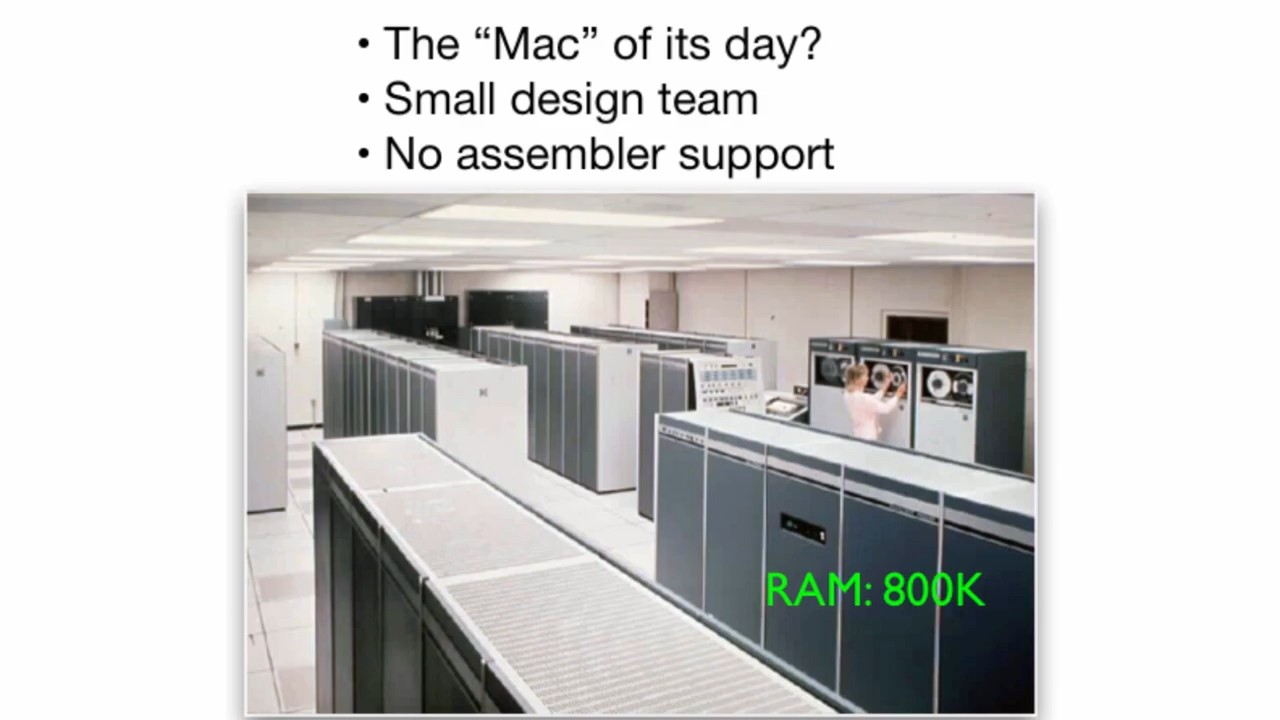 • The “Mac” of its day?
• Small design team
• No assembler support
RAM: 800K